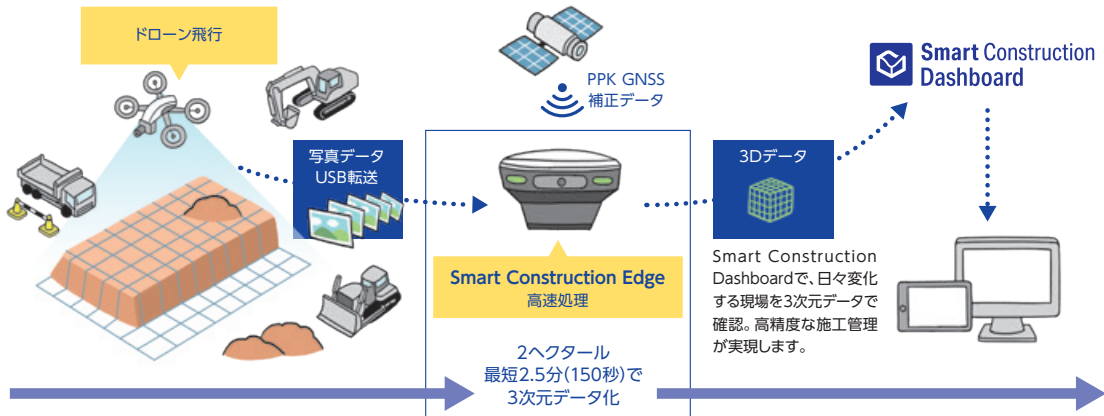 ドローン飛行
写真データ
USB転送
PPK GNSS
補正データ
Smart Construction Edge
高速処理
2ヘクタール
最短2.5分(150秒)で
3次元データ化
3Dデータ
Smart Construction
Dashboard
Smart Construction
Dashboardで、日々変化
する現場を3次元データで
確認。高精度な施工管理
が実現します。